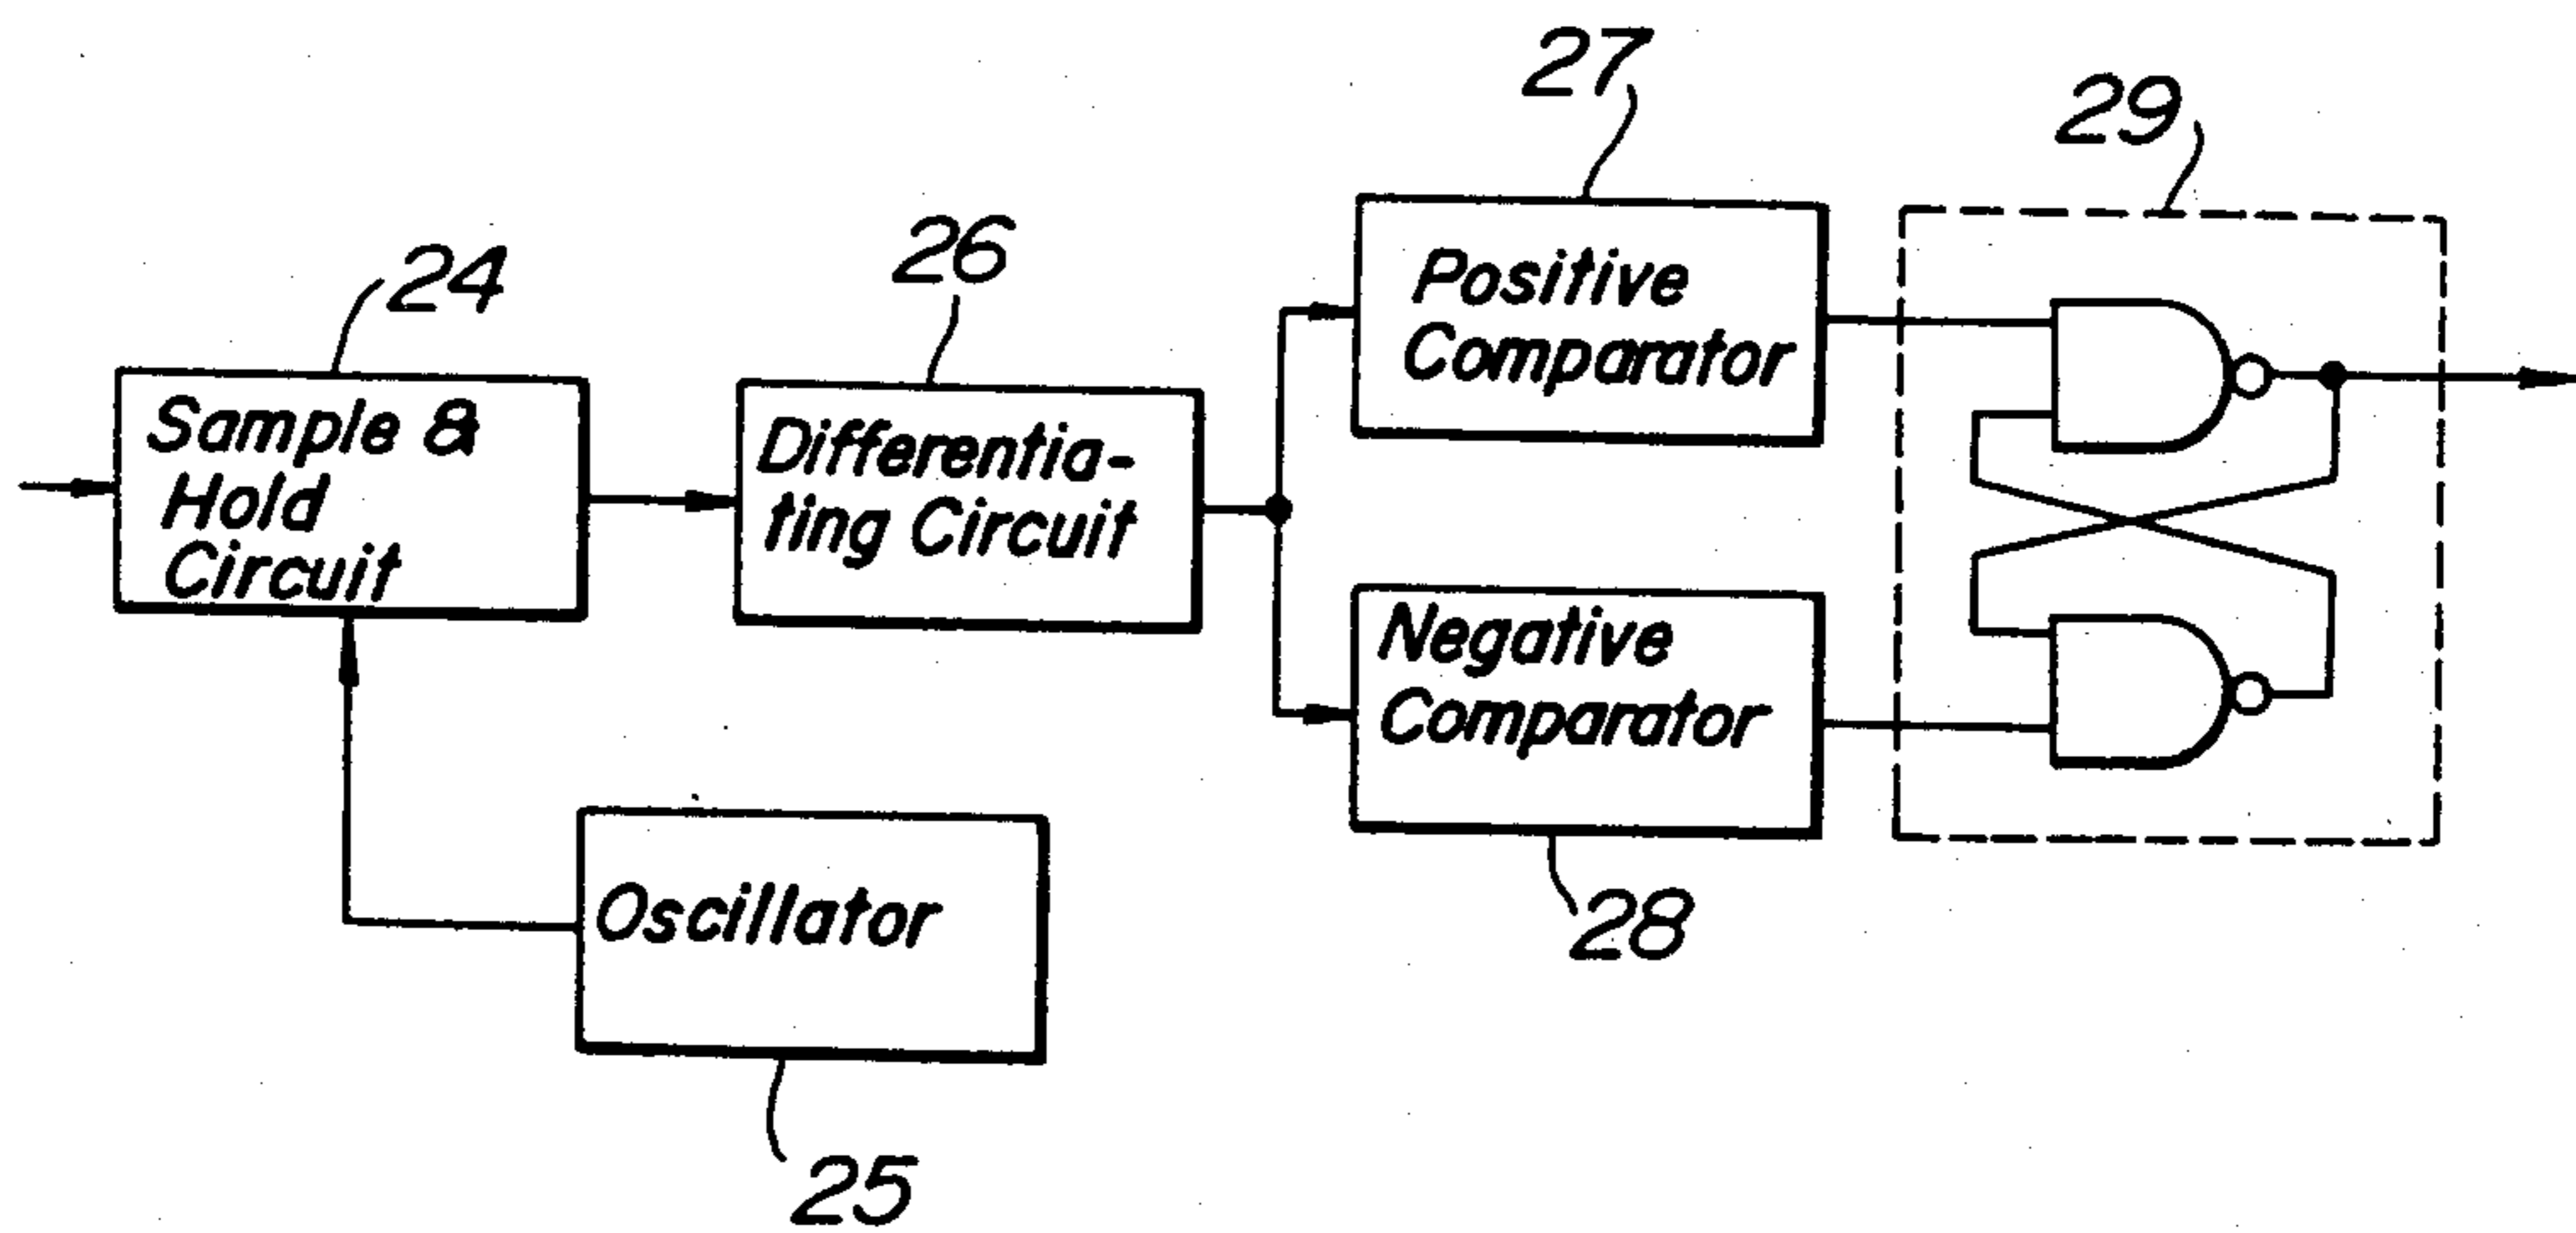 27
29
26
24
Positive
Comparator
Sample &
Hold
Circuit
Differentia-
ting Circuit
Negative
Comparator
Oscillator
28
25